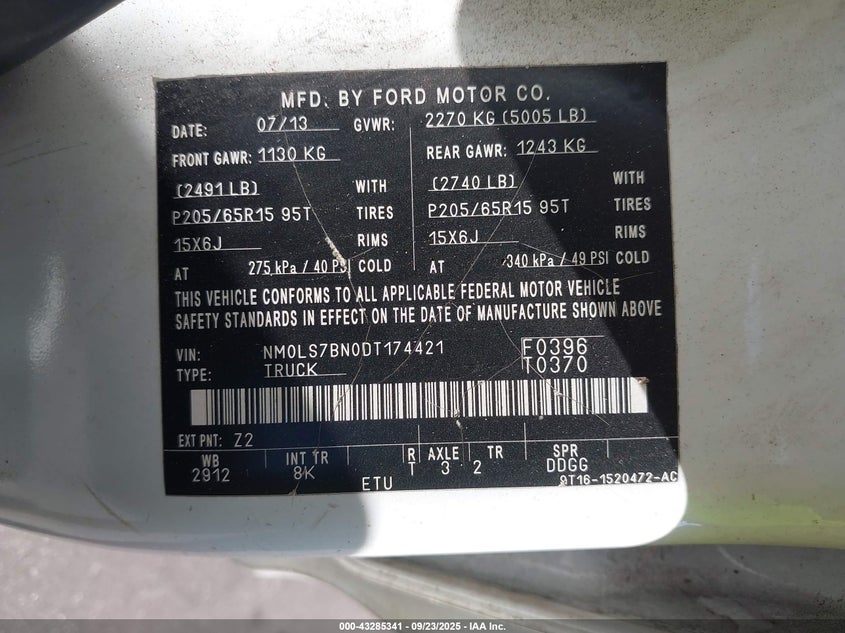 MFD. BY FORD MOTOR CO.
DATE: 07/13 GVWR: 2270 KG (5005 LB)
FRONT GAWR: 1130 KG REAR GAWR: 1243 KG
(2491 LB) WITH (2740 LB) WITH
P205/65R15 95T TIRES P205/65R15 95T TIRES
15X6J RIMS 15X6J RIMS
AT 275 kPa / 40 PSI COLD AT 340 kPa / 49 PSI COLD
THIS VEHICLE CONFORMS TO ALL APPLICABLE FEDERAL MOTOR VEHICLE
SAFETY STANDARDS IN EFFECT ON THE DATE OF MANUFACTURE SHOWN ABOVE
VIN: NM0LS7BN0DT174421 F0396
TYPE: TRUCK T0370
EXT PNT: Z2
WB INT TR R AXLE TR SPR
2912 8K T 3 2 DDGG
ETU 9T16-1520472-AC
000-43285341 - 09/23/2025 - IAA Inc.